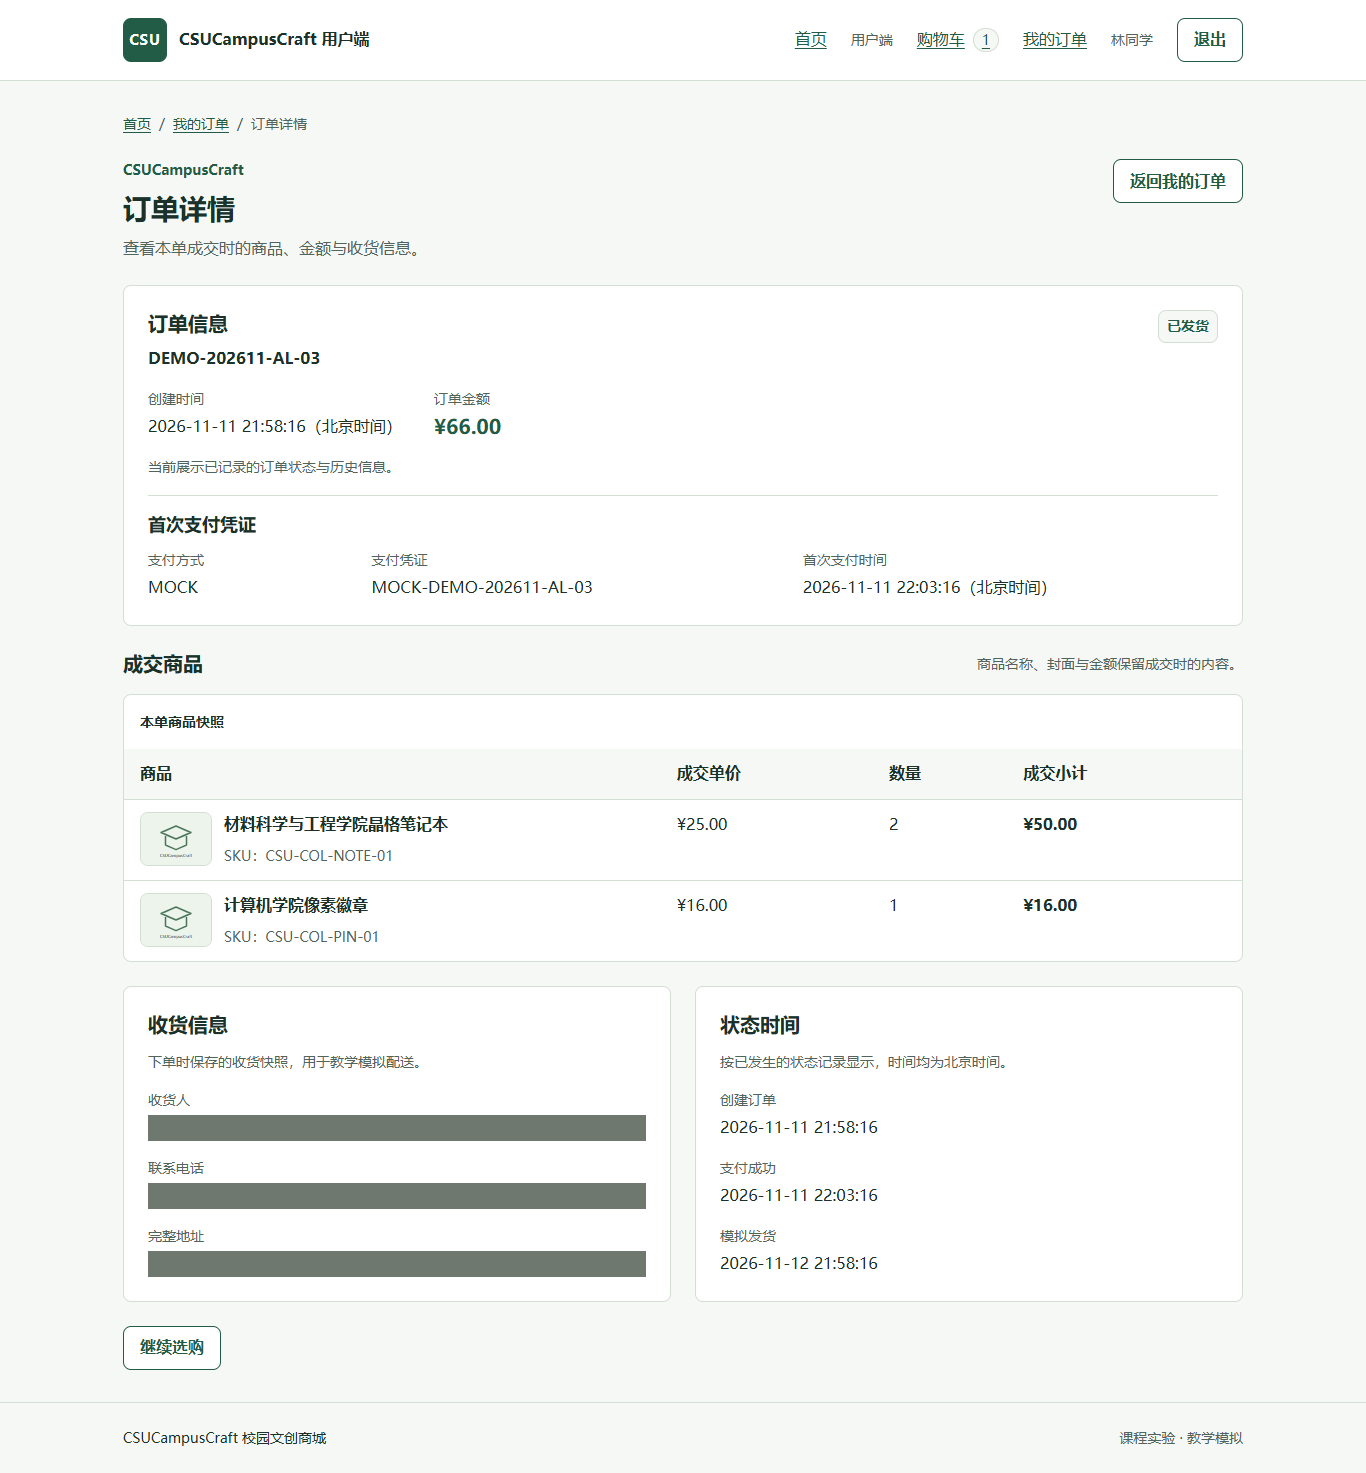 CSU CSUCampusCraft 用户端 首页 用户端 购物车 1 我的订单 林同学 退出
首页 / 我的订单 / 订单详情
CSUCampusCraft
返回我的订单
订单详情
查看本单成交时的商品、金额与收货信息。
订单信息 已发货
DEMO-202611-AL-03
创建时间 订单金额
2026-11-11 21:58:16（北京时间） ¥66.00
当前展示已记录的订单状态与历史信息。
首次支付凭证
支付方式 支付凭证 首次支付时间
MOCK MOCK-DEMO-202611-AL-03 2026-11-11 22:03:16（北京时间）
成交商品 商品名称、封面与金额保留成交时的内容。
本单商品快照
商品 成交单价 数量 成交小计
CSUCampusCraft
材料科学与工程学院晶格笔记本 ¥25.00 2 ¥50.00
SKU：CSU-COL-NOTE-01
CSUCampusCraft
计算机学院像素徽章 ¥16.00 1 ¥16.00
SKU：CSU-COL-PIN-01
收货信息
下单时保存的收货快照，用于教学模拟配送。
收货人
联系电话
完整地址
状态时间
按已发生的状态记录显示，时间均为北京时间。
创建订单
2026-11-11 21:58:16
支付成功
2026-11-11 22:03:16
模拟发货
2026-11-12 21:58:16
继续选购
CSUCampusCraft 校园文创商城 课程实验 · 教学模拟